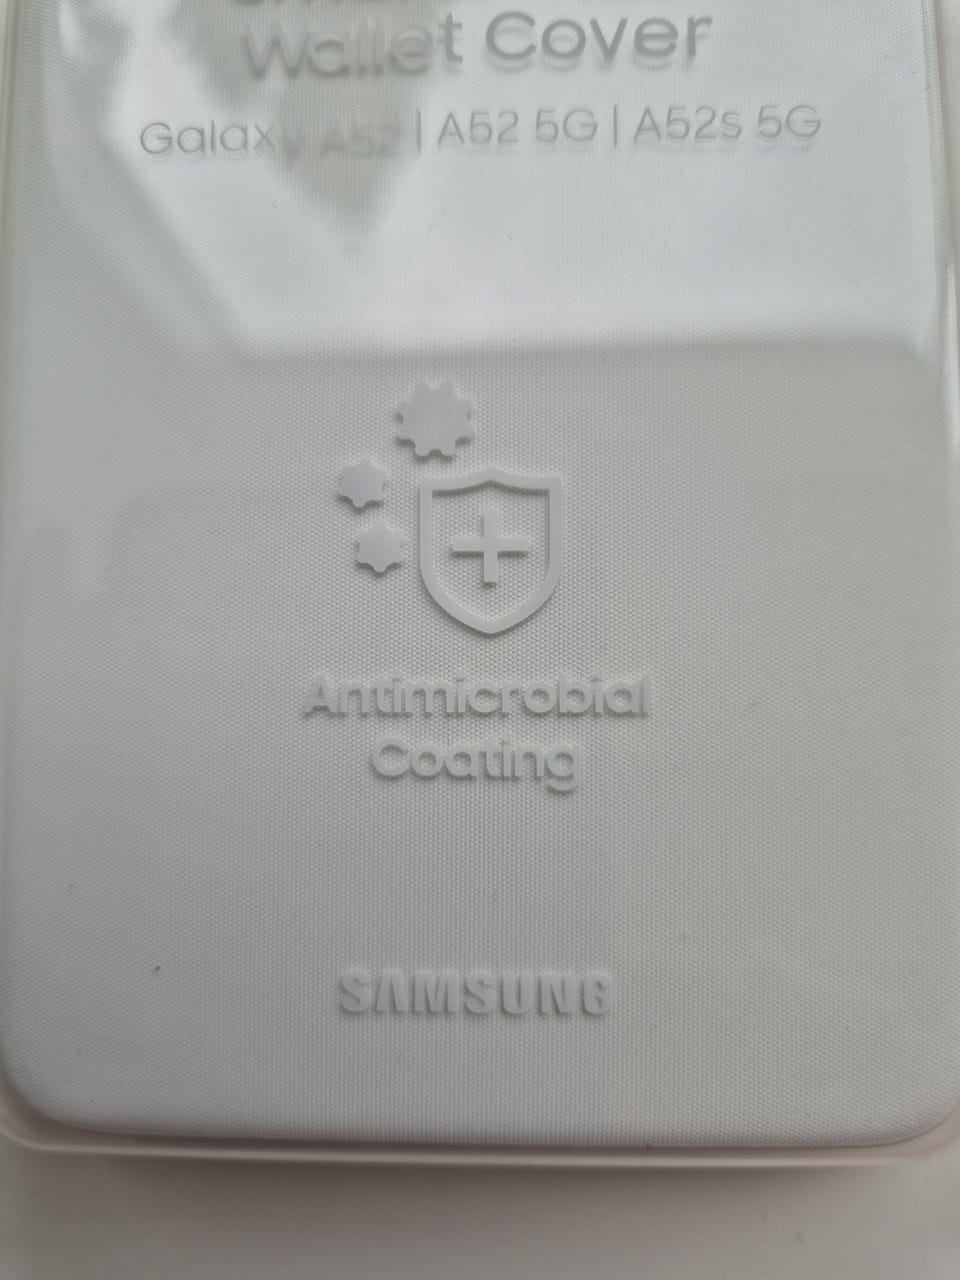 Wallet Cover
Galaxy A52 | A52 5G | A52s 5G
Antimicrobial
Coating
SAMSUNG